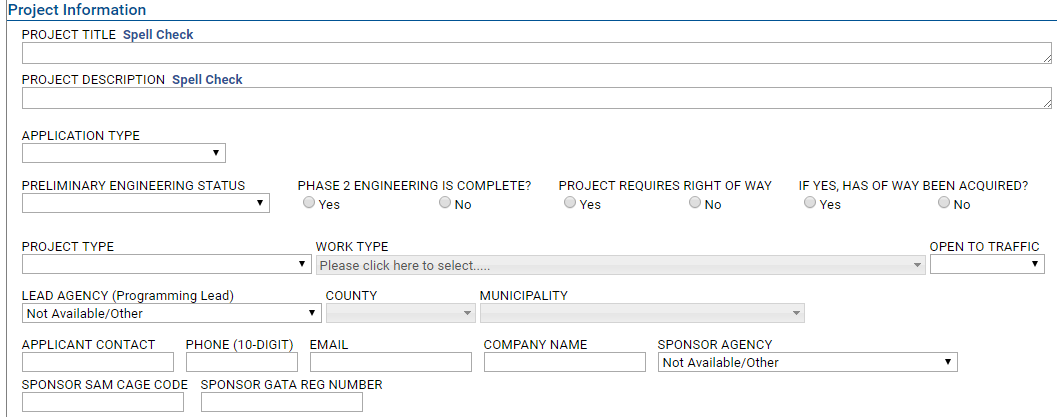 Project Information
PROJECT TITLE Spell Check
PROJECT DESCRIPTION Spell Check
APPLICATION TYPE
PRELIMINARY ENGINEERING STATUS PHASE 2 ENGINEERING IS COMPLETE? PROJECT REQUIRES RIGHT OF WAY IF YES, HAS OF WAY BEEN ACQUIRED?
Yes No Yes No Yes No
PROJECT TYPE WORK TYPE OPEN TO TRAFFIC
Please click here to select.....
LEAD AGENCY (Programming Lead) COUNTY MUNICIPALITY
Not Available/Other
APPLICANT CONTACT PHONE (10-DIGIT) EMAIL COMPANY NAME SPONSOR AGENCY
Not Available/Other
SPONSOR SAM CAGE CODE SPONSOR GATA REG NUMBER